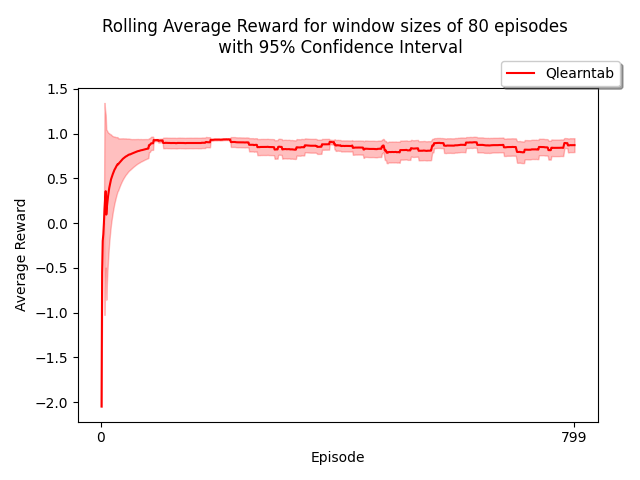 Rolling Average Reward for window sizes of 80 episodes
with 95% Confidence Interval
Qlearntab
1.5
1.0
0.5
0.0
−0.5
−1.0
−1.5
−2.0
Average Reward
0
799
Episode